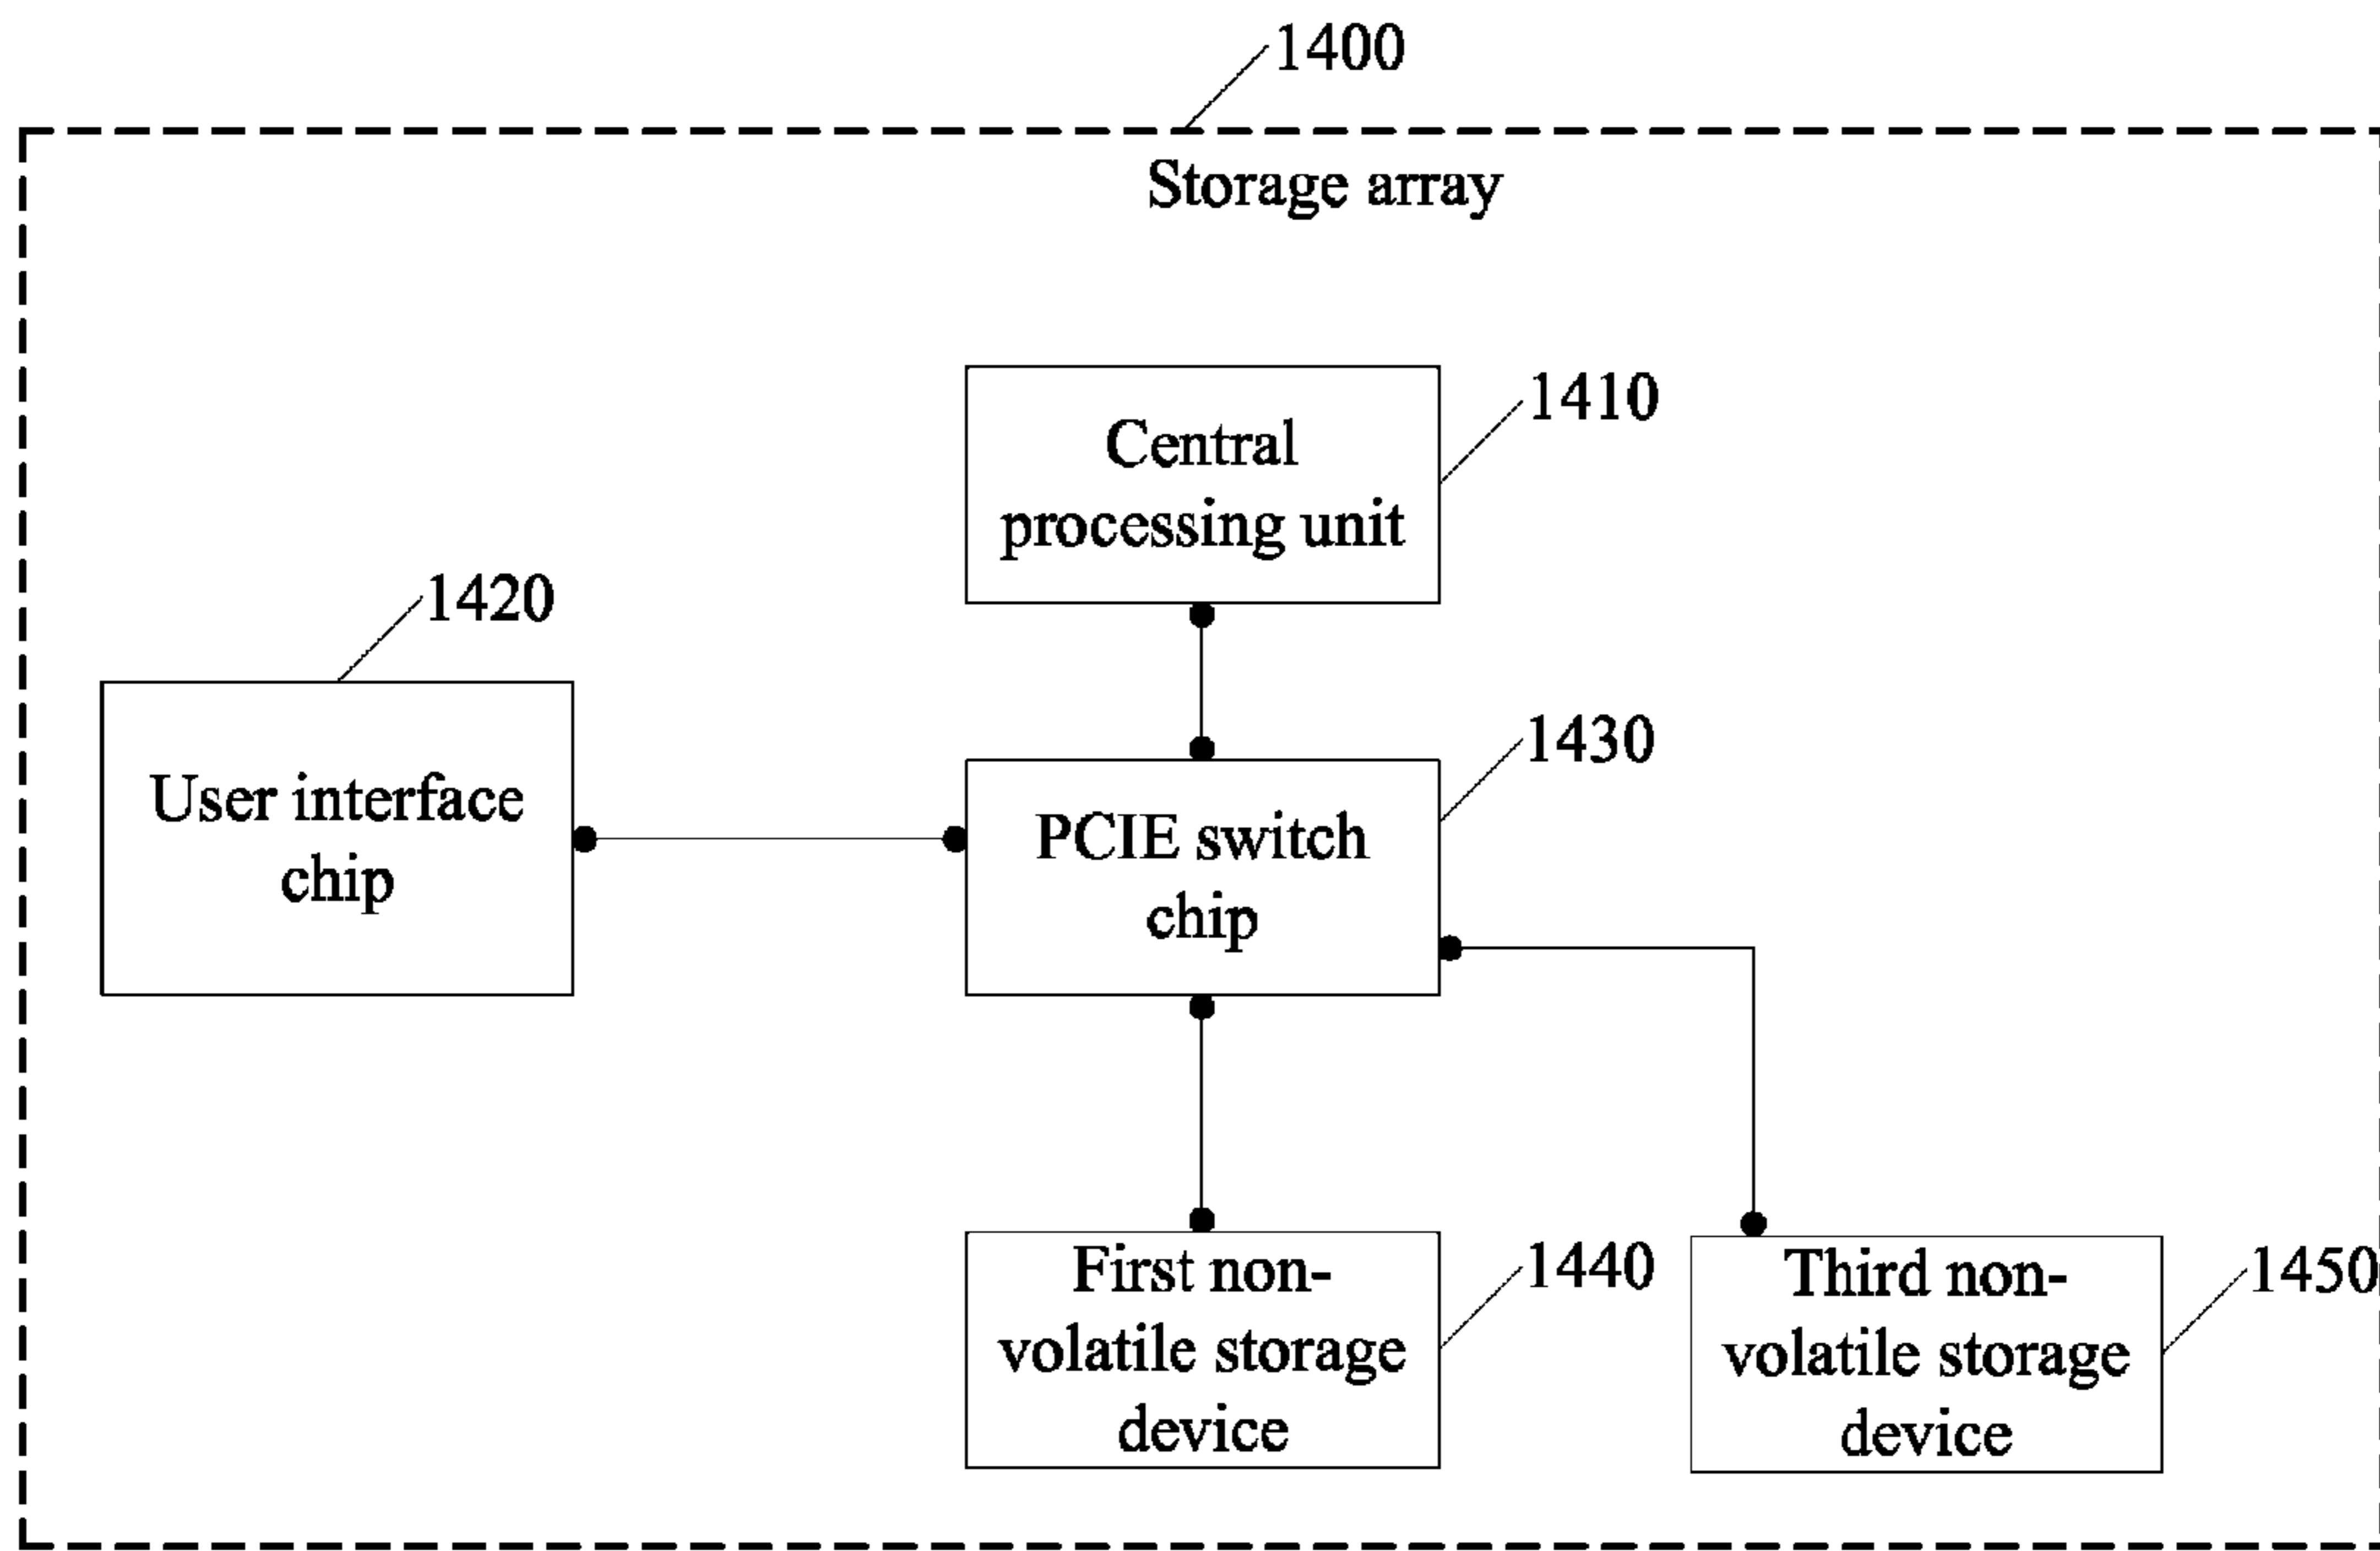 1400
Storage array
Central
processing unit
1410
1420
User interface
chip
1430
PCIE switch
chip
First non-
volatile storage
device
1440
Third non-
volatile storage
device
1450